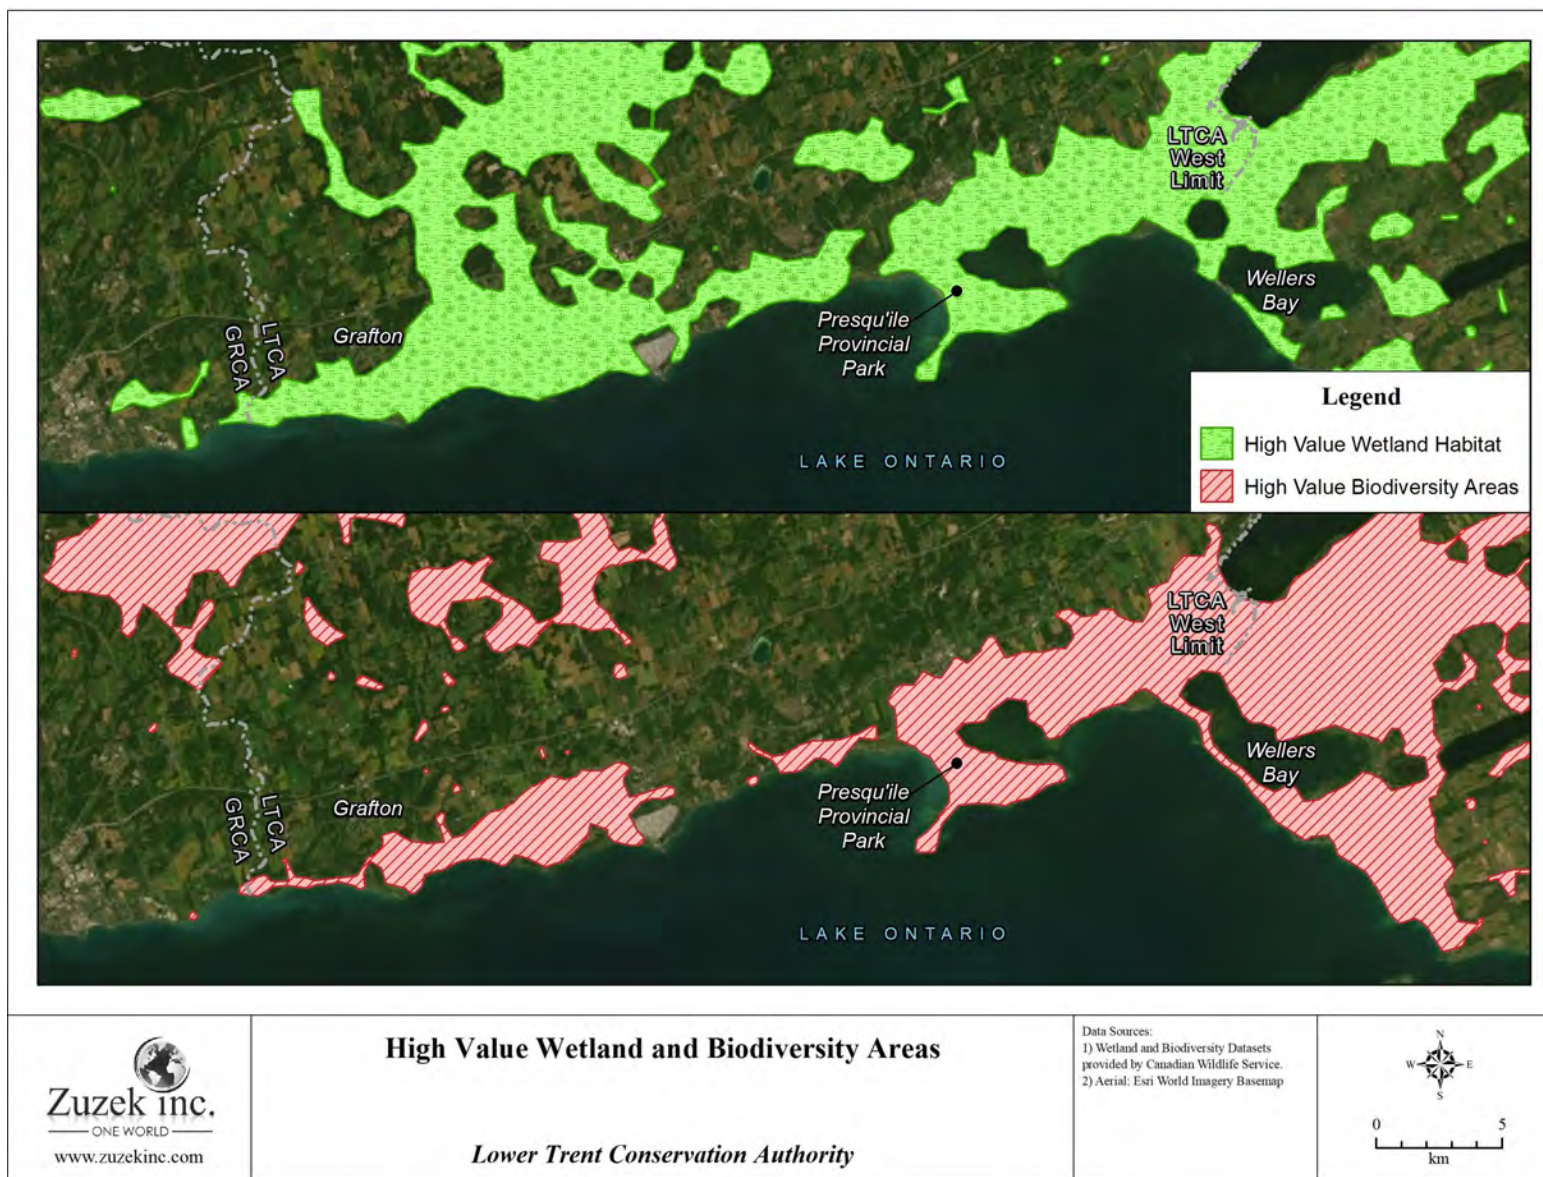 LTCA
West
Limit
Wellers
Bay
Presqu'ile
Provincial
Park
Grafton
LTCA
GRCA
LAKE ONTARIO
Legend
High Value Wetland Habitat
High Value Biodiversity Areas
LTCA
West
Limit
Wellers
Bay
Presqu'ile
Provincial
Park
Grafton
LTCA
GRCA
LAKE ONTARIO
Zuzek inc.
ONE WORLD
www.zuzekinc.com
High Value Wetland and Biodiversity Areas
Lower Trent Conservation Authority
Data Sources:
1) Wetland and Biodiversity Datasets
provided by Canadian Wildlife Service.
2) Aerial: Esri World Imagery Basemap
N
W E
S
0 5
km